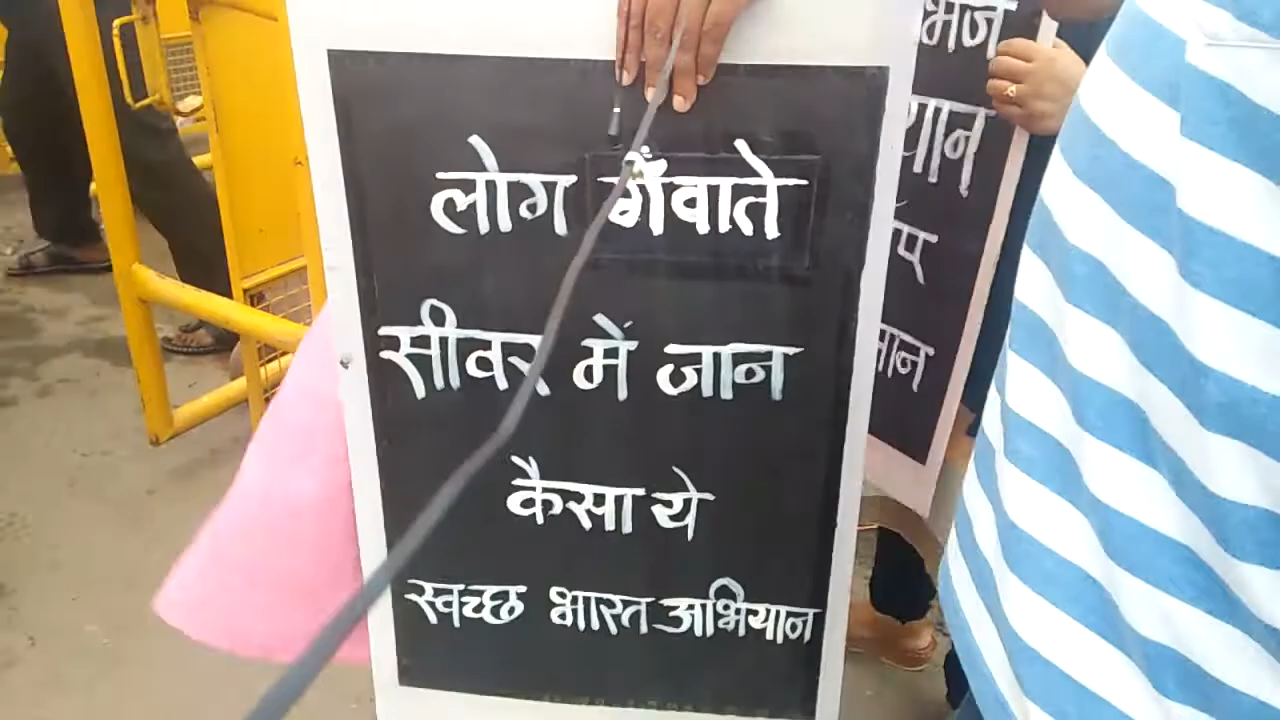 लोग गँवाते
सीवर में जान
कैसा ये
स्वच्छ भारत अभियान